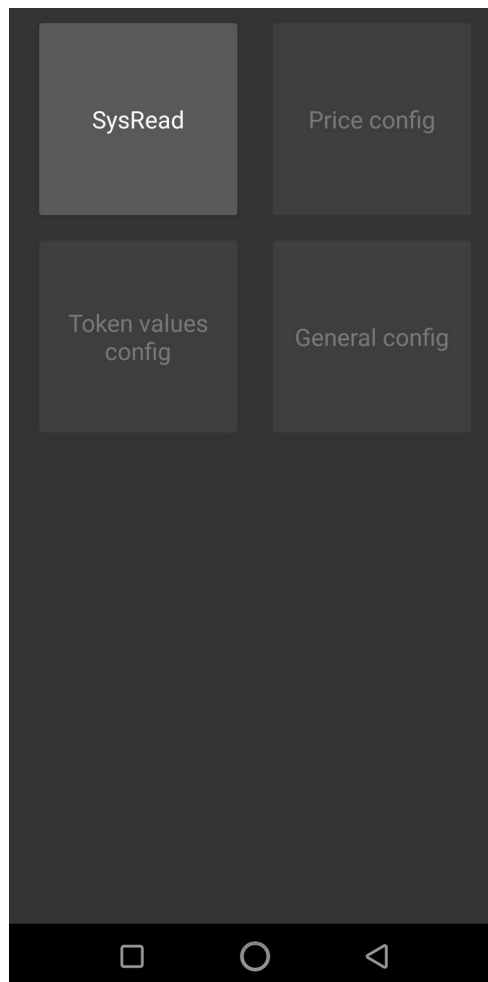 SysRead
Price config
Token values
config
General config